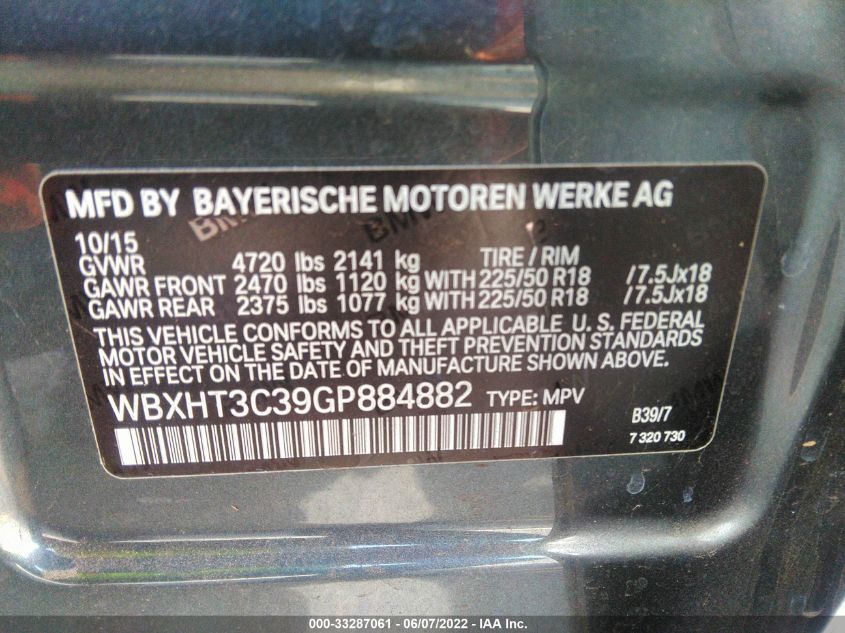 MFD BY BAYERISCHE MOTOREN WERKE AG
10/15
GVWR 4720 lbs 2141 kg TIRE / RIM
GAWR FRONT 2470 lbs 1120 kg WITH 225/50 R18 /7.5Jx18
GAWR REAR 2375 lbs 1077 kg WITH 225/50 R18 /7.5Jx18
THIS VEHICLE CONFORMS TO ALL APPLICABLE U. S. FEDERAL
MOTOR VEHICLE SAFETY AND THEFT PREVENTION STANDARDS
IN EFFECT ON THE DATE OF MANUFACTURE SHOWN ABOVE.
WBXHT3C39GP884882 TYPE: MPV B39/7
7 320 730
000-33287061 - 06/07/2022 - IAA Inc.